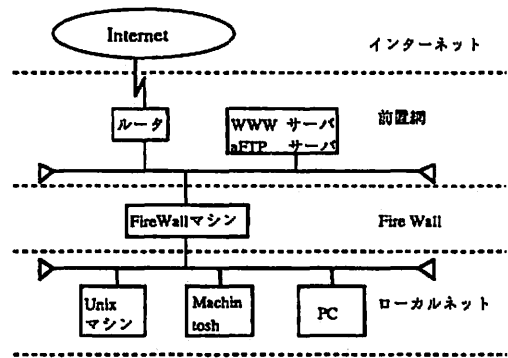 Internet
インターネット
ルータ
WWW サーバ
aFTP サーバ
前置網
FireWallマシン
Fire Wall
Unix
マシン
Machin
tosh
PC
ローカルネット